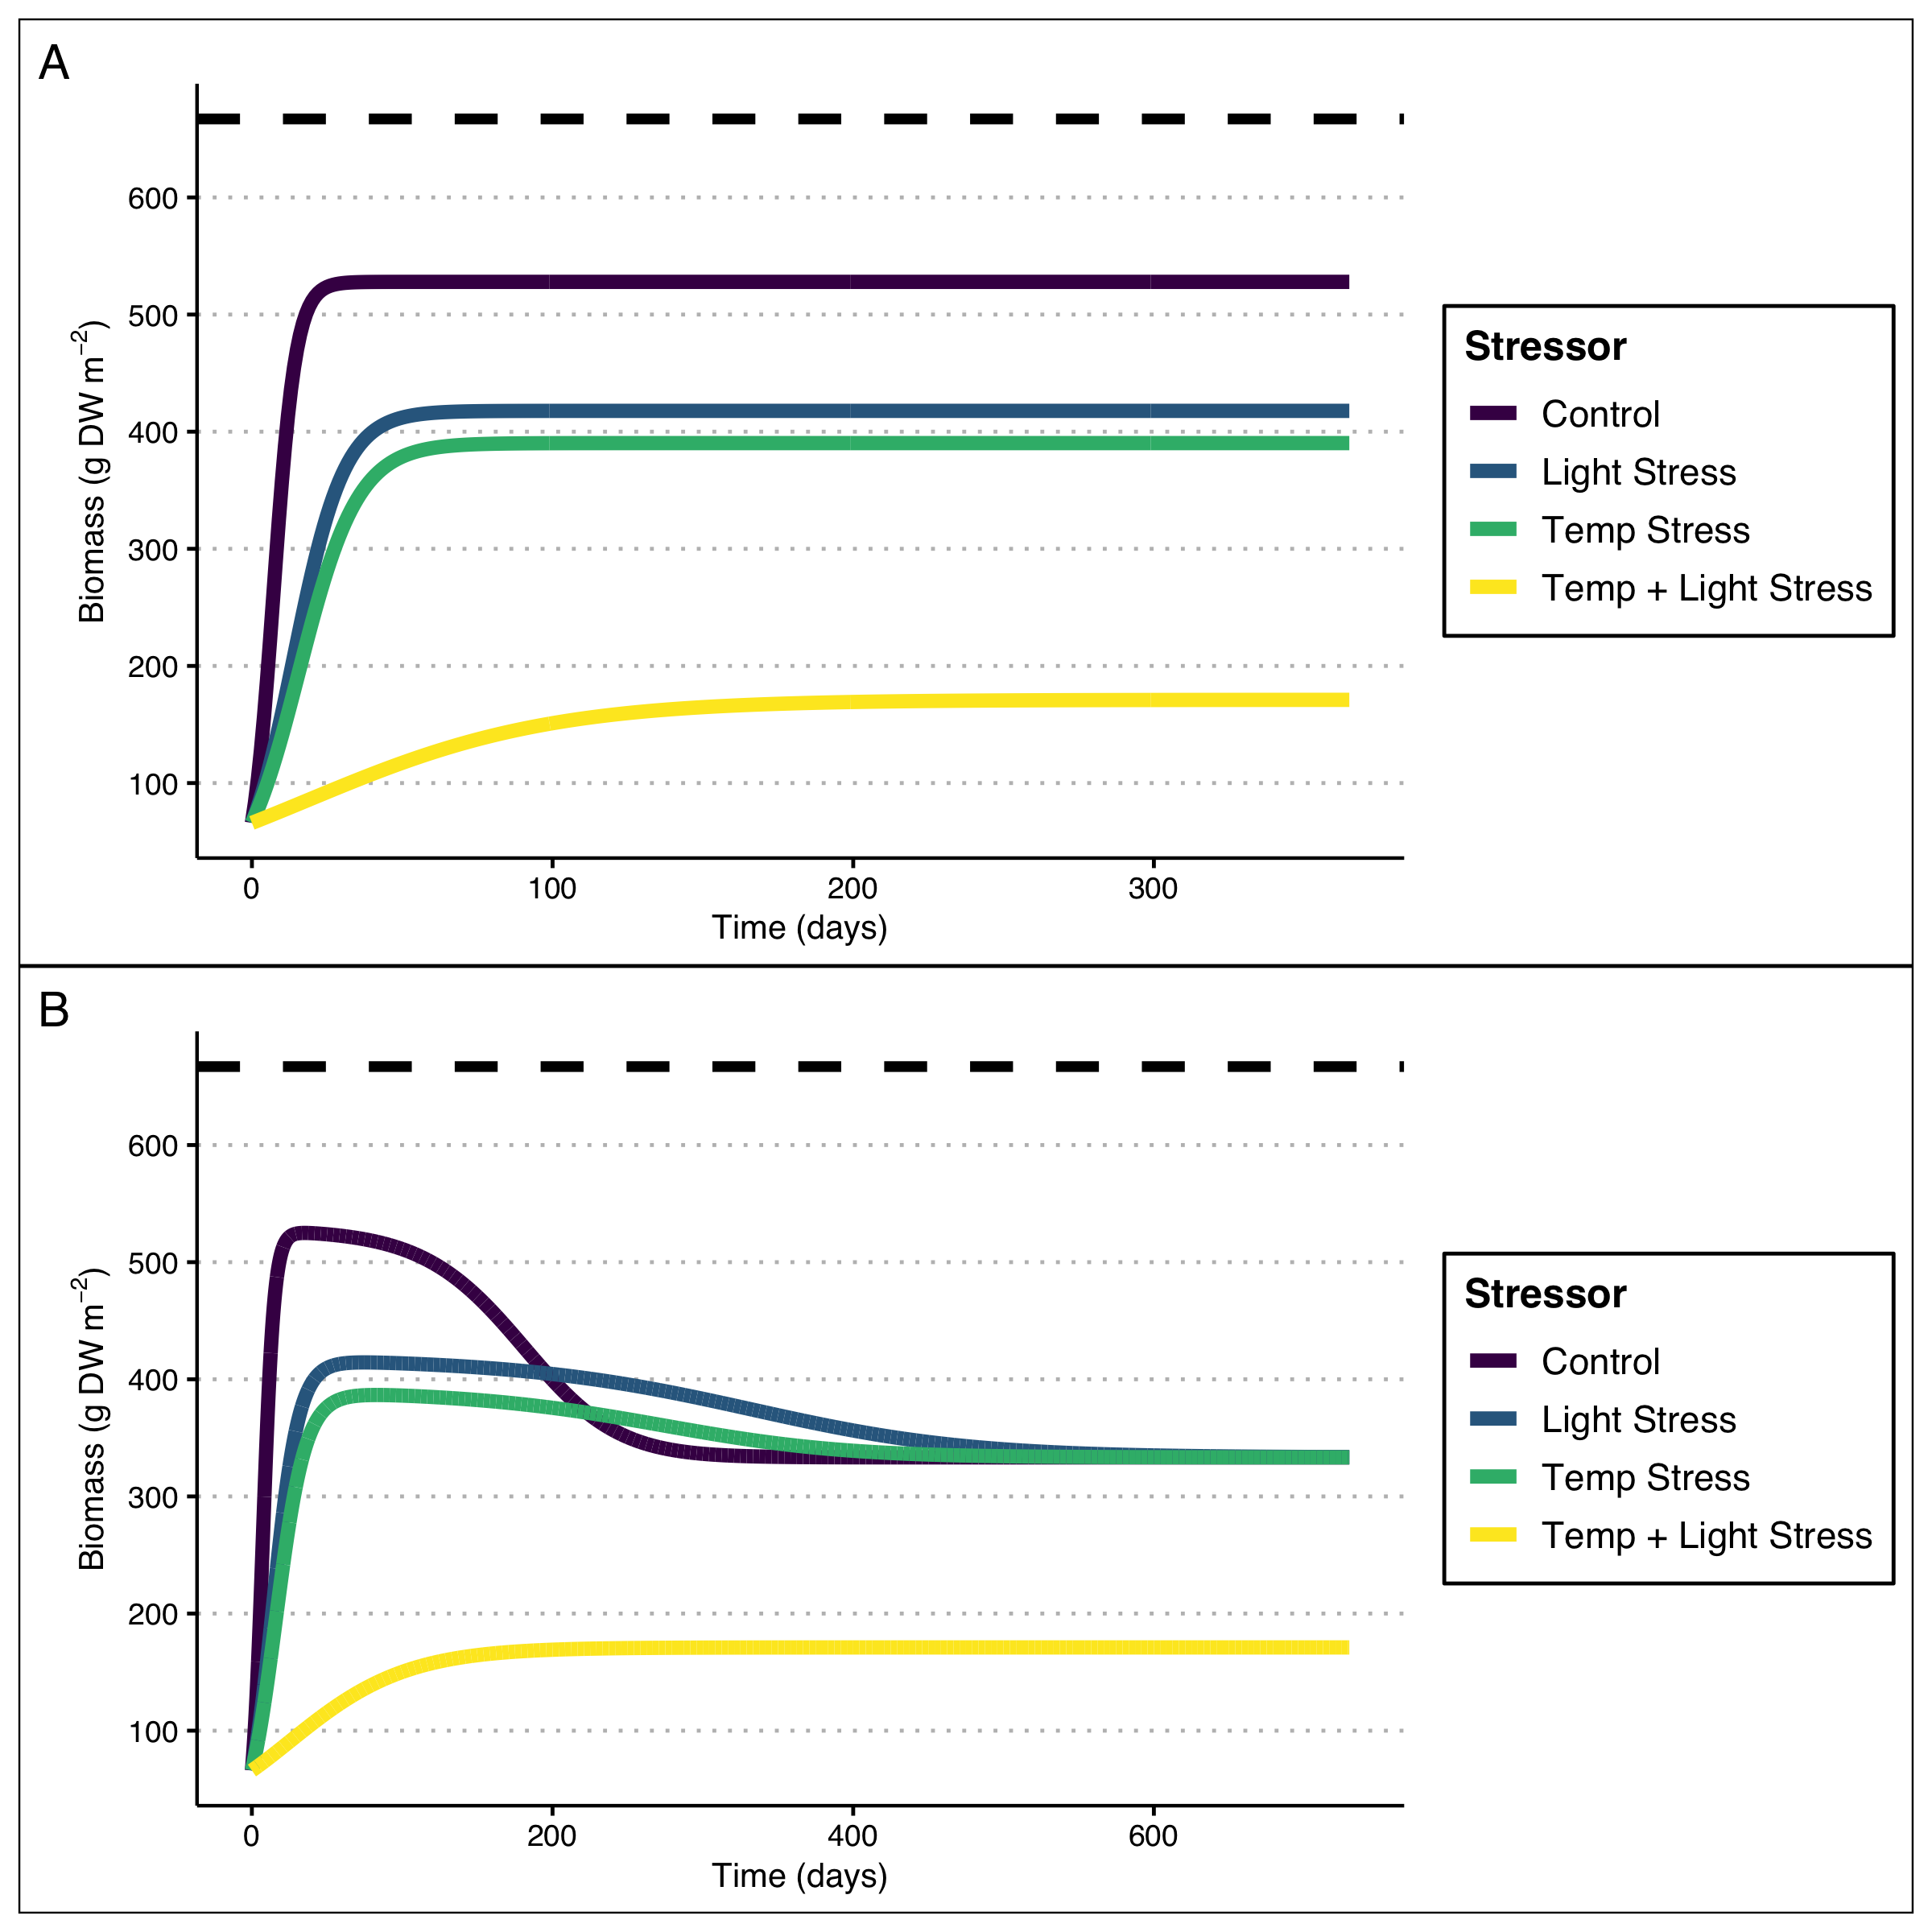 A
600
500
400
300
200
100
Biomass (g DW m⁻²)
0 100 200 300
Time (days)
Stressor
Control
Light Stress
Temp Stress
Temp + Light Stress
B
600
500
400
300
200
100
Biomass (g DW m⁻²)
0 200 400 600
Time (days)
Stressor
Control
Light Stress
Temp Stress
Temp + Light Stress